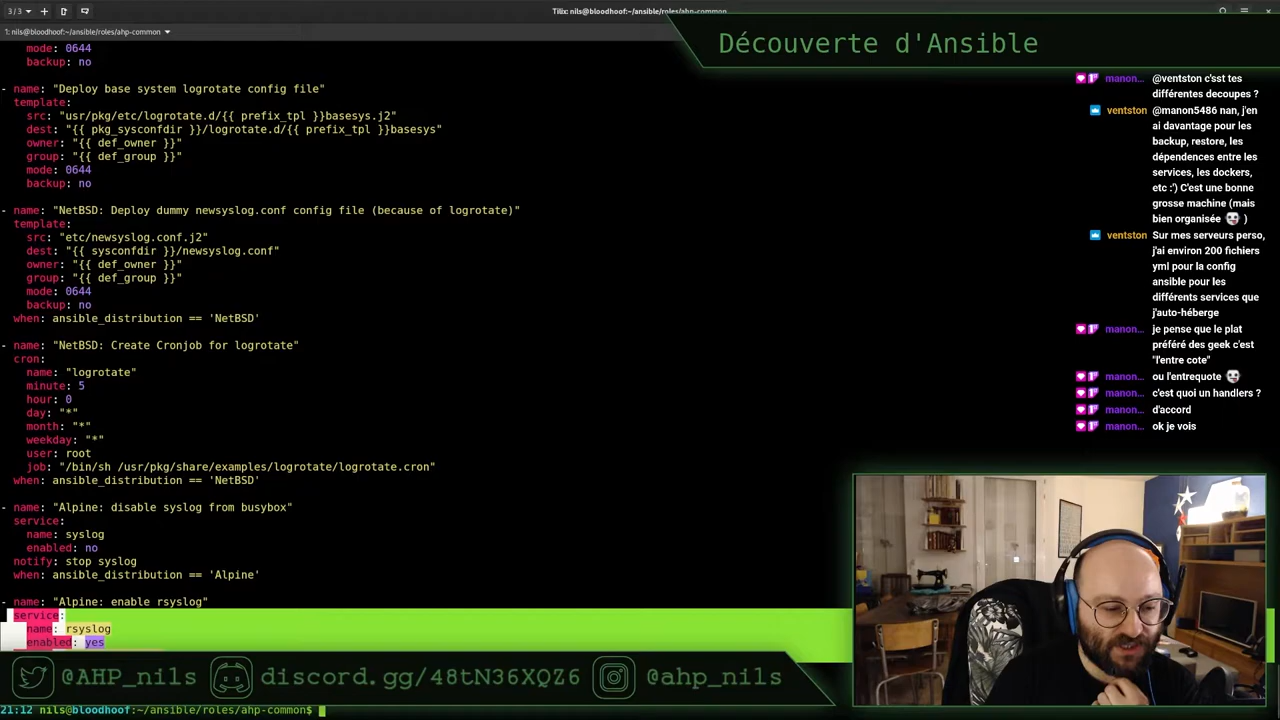 3/3
Tilix: nils@bloodhoof:~/ansible/roles/ahp-common
1: nils@bloodhoof:~/ansible/roles/ahp-common
Découverte d'Ansible
mode: 0644
backup: no
- name: "Deploy base system logrotate config file"
template:
src: "usr/pkg/etc/logrotate.d/{{ prefix_tpl }}basesys.j2"
dest: "{{ pkg_sysconfdir }}/logrotate.d/{{ prefix_tpl }}basesys"
owner: "{{ def_owner }}"
group: "{{ def_group }}"
mode: 0644
backup: no
- name: "NetBSD: Deploy dummy newsyslog.conf config file (because of logrotate)"
template:
src: "etc/newsyslog.conf.j2"
dest: "{{ sysconfdir }}/newsyslog.conf"
owner: "{{ def_owner }}"
group: "{{ def_group }}"
mode: 0644
backup: no
when: ansible_distribution == 'NetBSD'
- name: "NetBSD: Create Cronjob for logrotate"
cron:
name: "logrotate"
minute: 5
hour: 0
day: "*"
month: "*"
weekday: "*"
user: root
job: "/bin/sh /usr/pkg/share/examples/logrotate/logrotate.cron"
when: ansible_distribution == 'NetBSD'
- name: "Alpine: disable syslog from busybox"
service:
name: syslog
enabled: no
notify: stop syslog
when: ansible_distribution == 'Alpine'
- name: "Alpine: enable rsyslog"
service:
name: rsyslog
enabled: yes
21:12 nils@bloodhoof:~/ansible/roles/ahp-common$
manon... @ventston c'sst tes
différentes decoupes ?
ventston @manon5486 nan, j'en
ai davantage pour les
backup, restore, les
dépendences entre les
services, les dockers,
etc :') C'est une bonne
grosse machine (mais
bien organisée )
ventston Sur mes serveurs perso,
j'ai environ 200 fichiers
yml pour la config
ansible pour les
différents services que
j'auto-héberge
manon... je pense que le plat
préféré des geek c'est
"l'entre cote"
manon... ou l'entrequote
manon... c'est quoi un handlers ?
manon... d'accord
manon... ok je vois
@AHP_nils
discord.gg/48tN36XQZ6
@ahp_nils